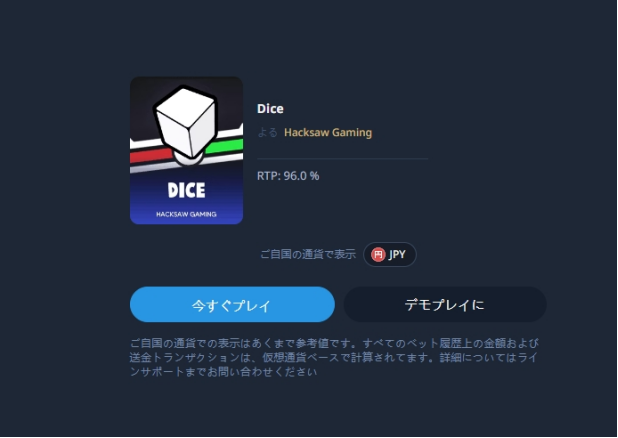 Dice
よる Hacksaw Gaming
DICE
HACKSAW GAMING
RTP: 96.0 %
ご自国の通貨で表示 円 JPY
今すぐプレイ デモプレイに
ご自国の通貨での表示はあくまで参考値です。すべてのベット履歴上の金額および
送金トランザクションは、仮想通貨ベースで計算されてます。詳細についてはライ
ンサポートまでお問い合わせください